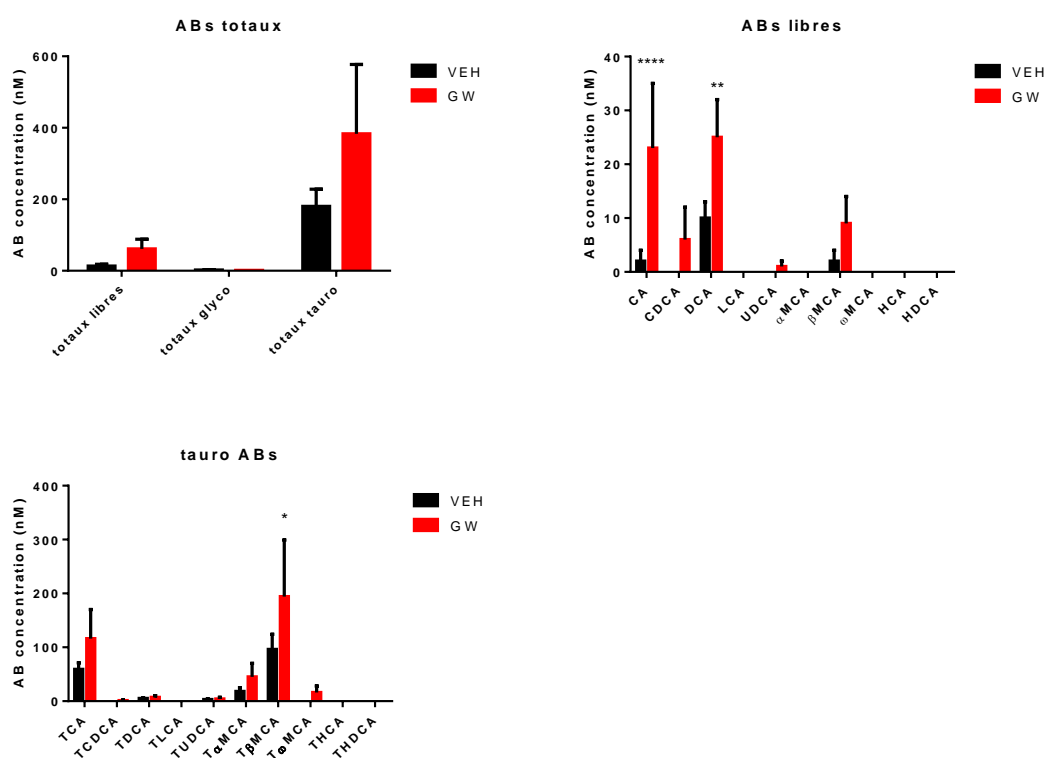 ABs totaux
AB concentration (nM)
600
400
200
0
totaux libres
totaux glyco
totaux tauro
VEH
GW
ABs libres
AB concentration (nM)
40
30
20
10
0
****
**
CA
CDCA
DCA
LCA
UDCA
αMCA
βMCA
ωMCA
HCA
HDCA
VEH
GW
tauro ABs
AB concentration (nM)
400
300
200
100
0
*
TCA
TCDCA
TDCA
TLCA
TUDCA
TαMCA
TβMCA
TωMCA
THCA
THDCA
VEH
GW